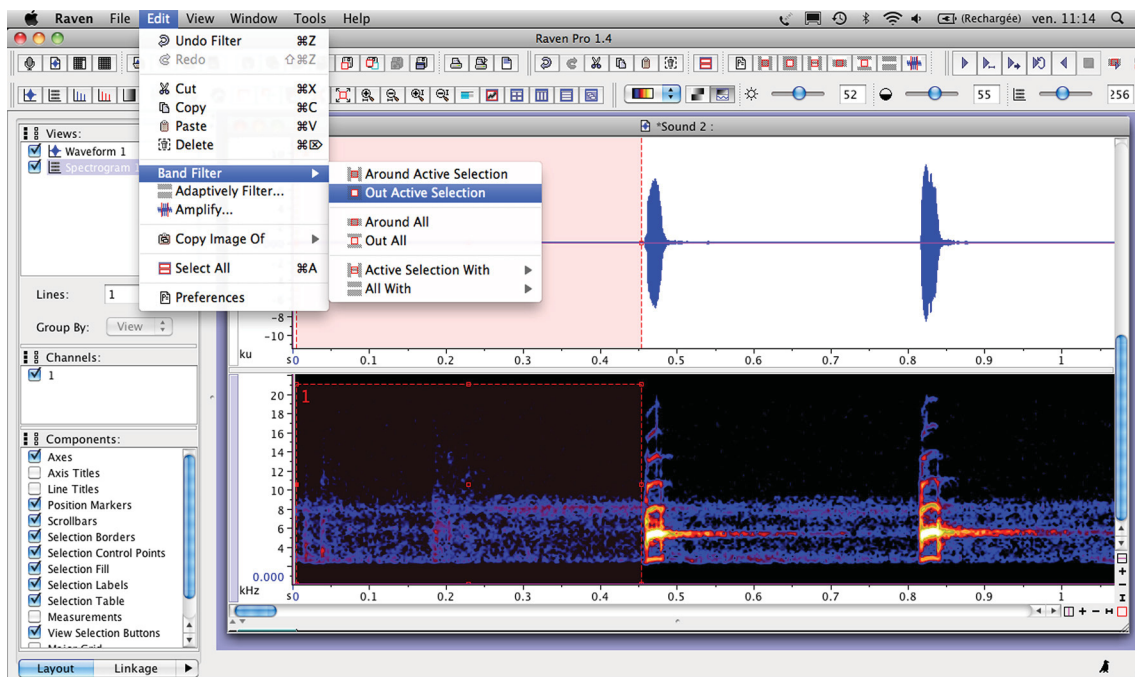 Raven File Edit View Window Tools Help (Rechargée) ven. 11:14
Raven Pro 1.4
52 55 256
Undo Filter ⌘Z
Redo ⇧⌘Z
Cut ⌘X
Copy ⌘C
Paste ⌘V
Delete ⌘⌦
Band Filter
Adaptively Filter...
Amplify...
Copy Image Of
Select All ⌘A
Preferences
Around Active Selection
Out Active Selection
Around All
Out All
Active Selection With
All With
Views:
Waveform 1
Spectrogram 1
Lines: 1
Group By: View
Channels:
1
Components:
Axes
Axis Titles
Line Titles
Position Markers
Scrollbars
Selection Borders
Selection Control Points
Selection Fill
Selection Labels
Selection Table
Measurements
View Selection Buttons
Major Grid
Layout Linkage
*Sound 2 :
-8
-10
ku
s0 0.1 0.2 0.3 0.4 0.5 0.6 0.7 0.8 0.9 1
1
20
18
16
14
12
10
8
6
4
0.000
kHz
s0 0.1 0.2 0.3 0.4 0.5 0.6 0.7 0.8 0.9 1